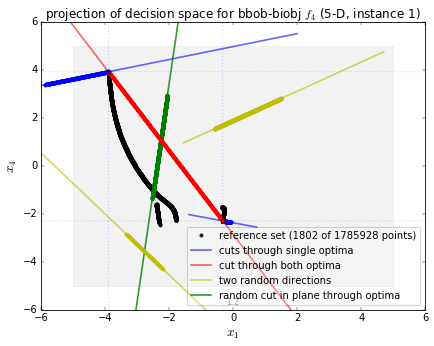 projection of decision space for bbob-biobj f₄ (5-D, instance 1)
6
4
2
0
−2
−4
−6
x₄
reference set (1802 of 1785928 points)
cuts through single optima
cut through both optima
two random directions
random cut in plane through optima
−6
−4
−2
0
2
4
6
x₁